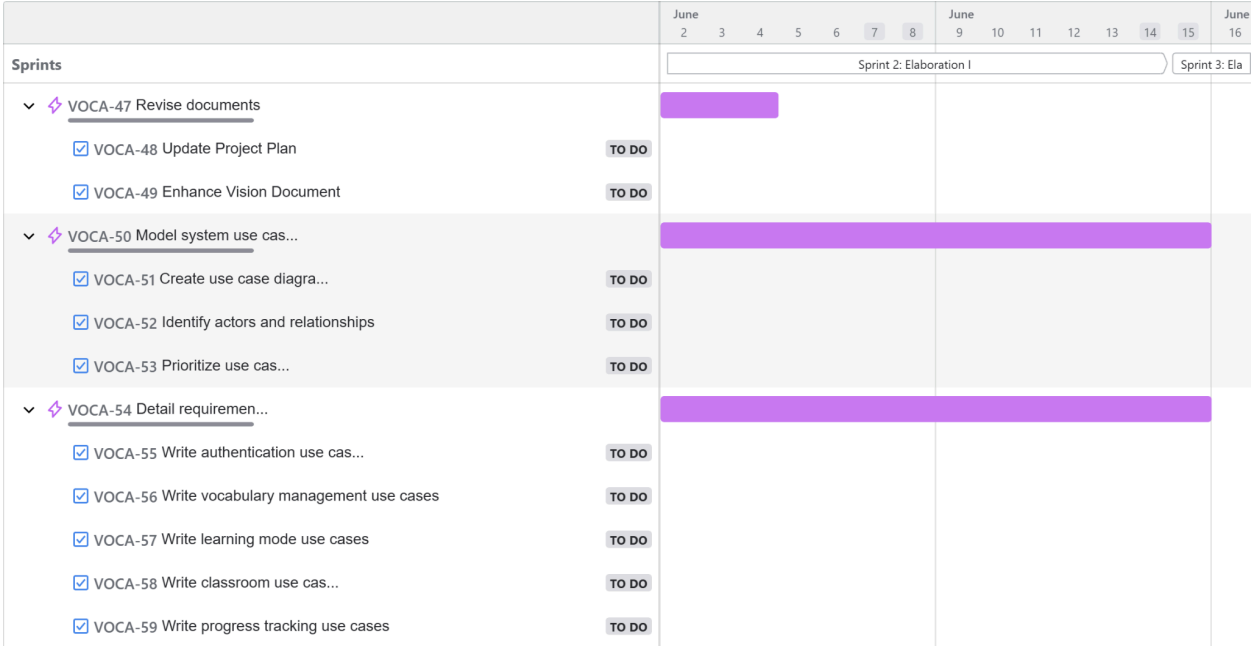 June June June
2 3 4 5 6 7 8 9 10 11 12 13 14 15 16
Sprints Sprint 2: Elaboration I Sprint 3: Ela
VOCA-47 Revise documents
VOCA-48 Update Project Plan TO DO
VOCA-49 Enhance Vision Document TO DO
VOCA-50 Model system use cas...
VOCA-51 Create use case diagra... TO DO
VOCA-52 Identify actors and relationships TO DO
VOCA-53 Prioritize use cas... TO DO
VOCA-54 Detail requiremen...
VOCA-55 Write authentication use cas... TO DO
VOCA-56 Write vocabulary management use cases TO DO
VOCA-57 Write learning mode use cases TO DO
VOCA-58 Write classroom use cas... TO DO
VOCA-59 Write progress tracking use cases TO DO